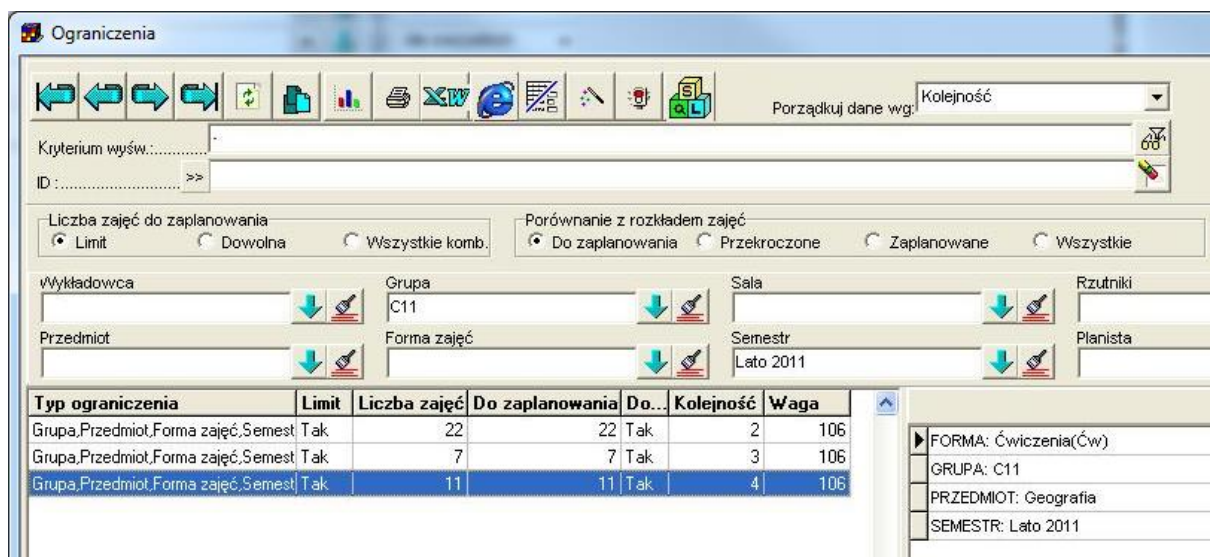 Ograniczenia
Porządkuj dane wg: Kolejność
Kryterium wyśw.:............ -
ID :........................... >>
Liczba zajęć do zaplanowania
Limit Dowolna Wszystkie komb.
Porównanie z rozkładem zajęć
Do zaplanowania Przekroczone Zaplanowane Wszystkie
Wykładowca Grupa Sala Rzutniki
C11
Przedmiot Forma zajęć Semestr Planista
Lato 2011
Typ ograniczenia Limit Liczba zajęć Do zaplanowania Do... Kolejność Waga
Grupa,Przedmiot,Forma zajęć,Semest Tak 22 22 Tak 2 106
Grupa,Przedmiot,Forma zajęć,Semest Tak 7 7 Tak 3 106
Grupa,Przedmiot,Forma zajęć,Semest Tak 11 11 Tak 4 106
FORMA: Ćwiczenia(Ćw)
GRUPA: C11
PRZEDMIOT: Geografia
SEMESTR: Lato 2011